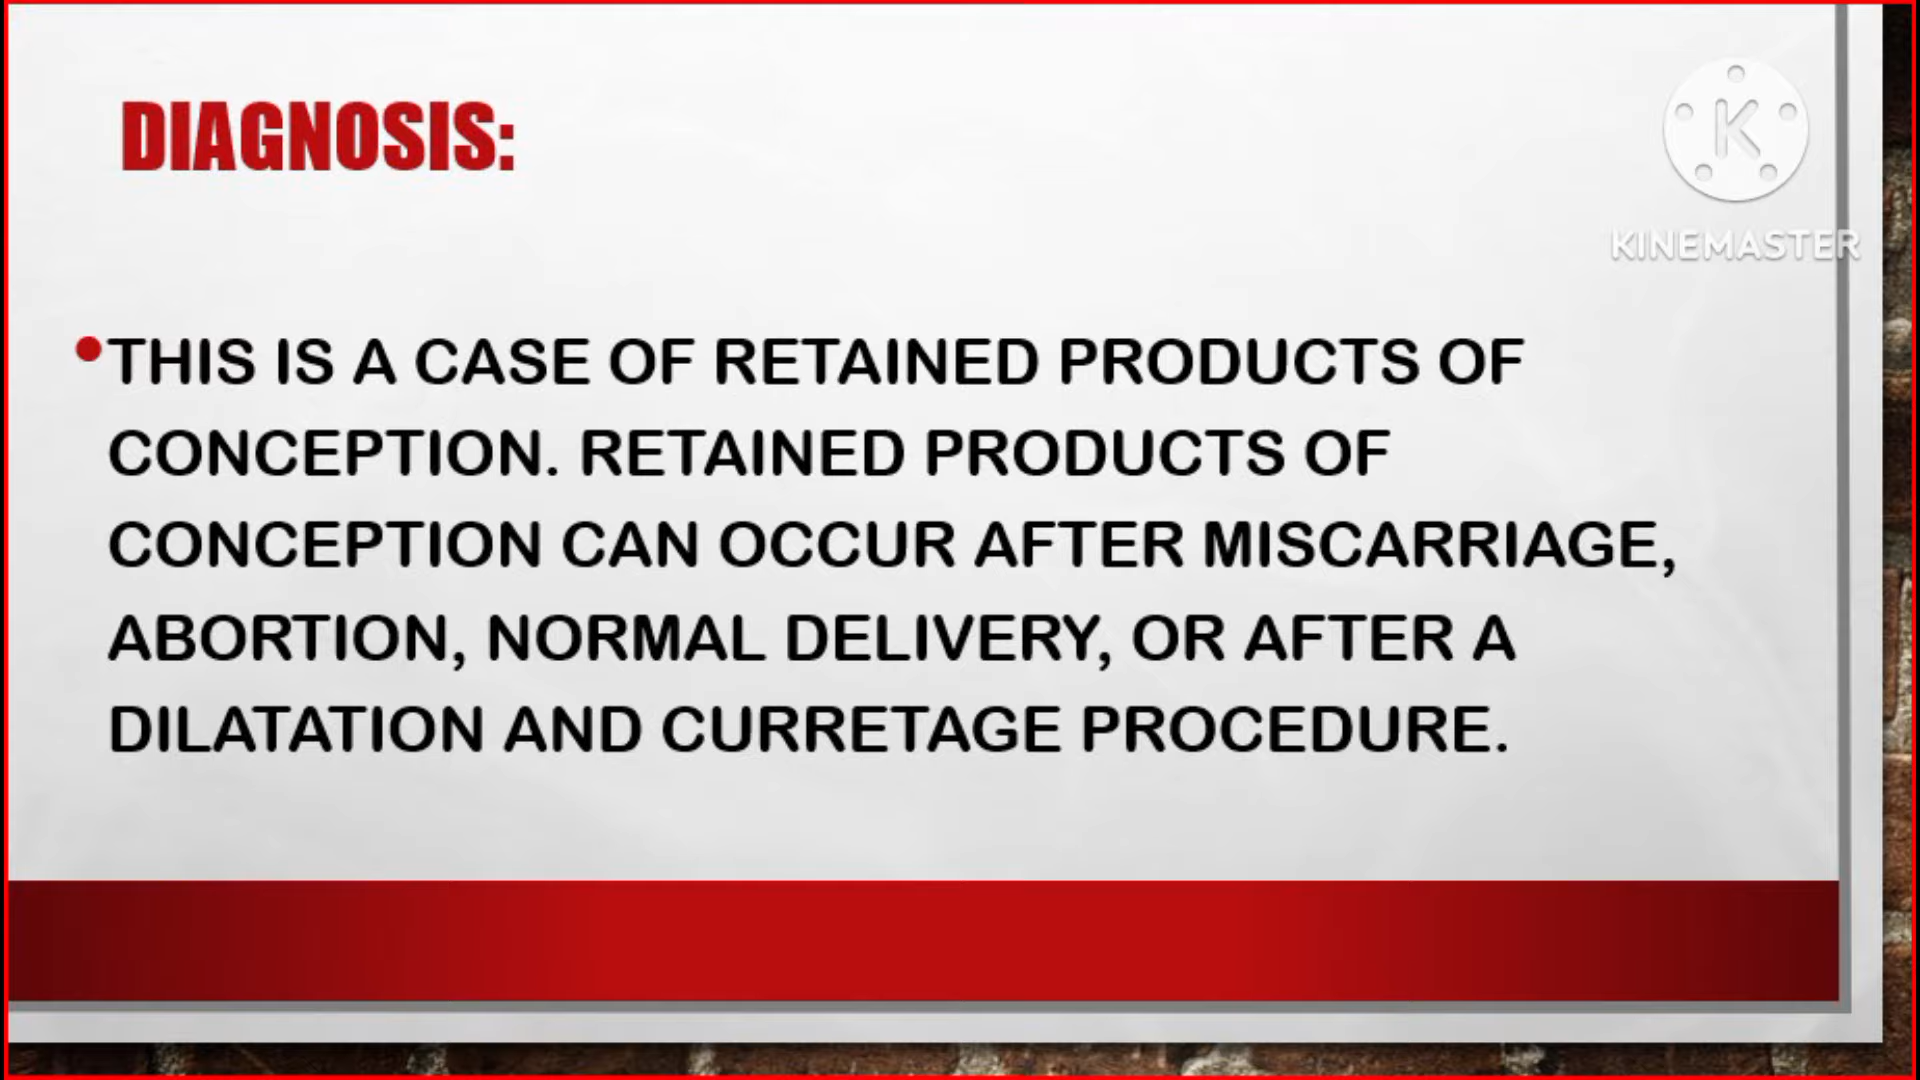 DIAGNOSIS:
K
KINEMASTER
•THIS IS A CASE OF RETAINED PRODUCTS OF
CONCEPTION. RETAINED PRODUCTS OF
CONCEPTION CAN OCCUR AFTER MISCARRIAGE,
ABORTION, NORMAL DELIVERY, OR AFTER A
DILATATION AND CURRETAGE PROCEDURE.